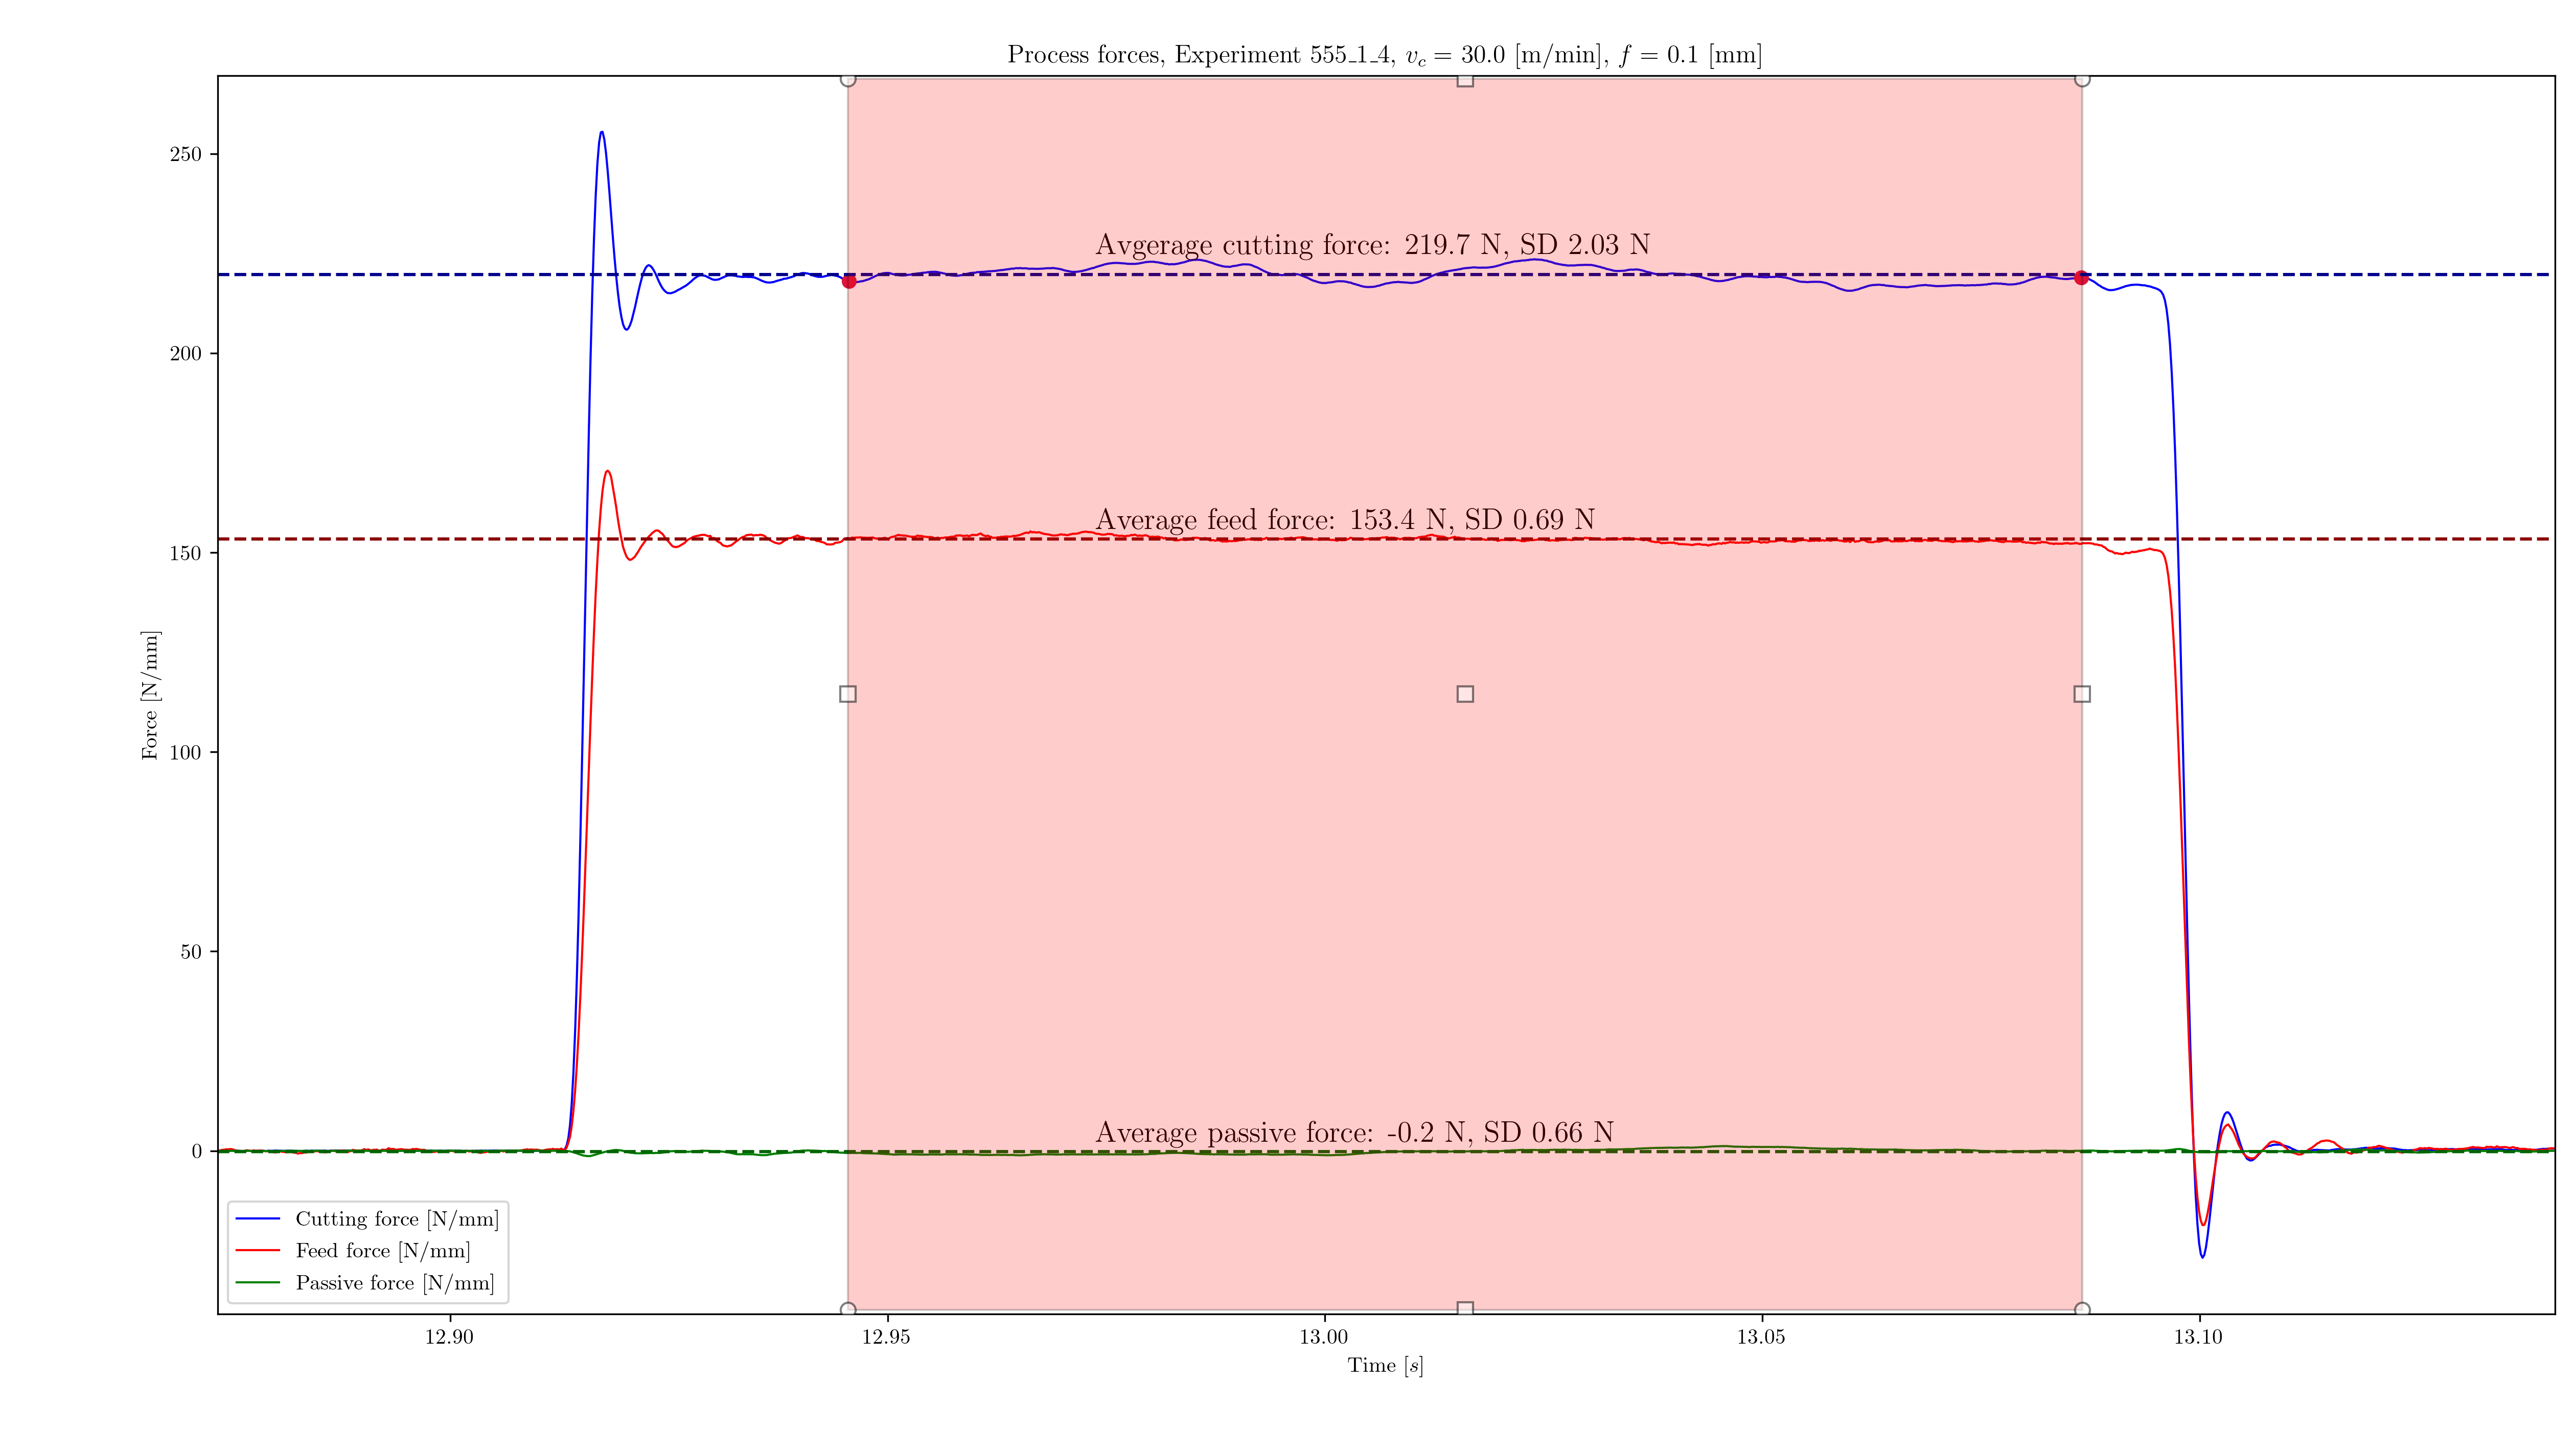 Process forces, Experiment 555_1_4, v_c = 30.0 [m/min], f = 0.1 [mm]
250
200
150
100
50
0
Force [N/mm]
Avgerage cutting force: 219.7 N, SD 2.03 N
Average feed force: 153.4 N, SD 0.69 N
Average passive force: -0.2 N, SD 0.66 N
Cutting force [N/mm]
Feed force [N/mm]
Passive force [N/mm]
12.90 12.95 13.00 13.05 13.10
Time [s]